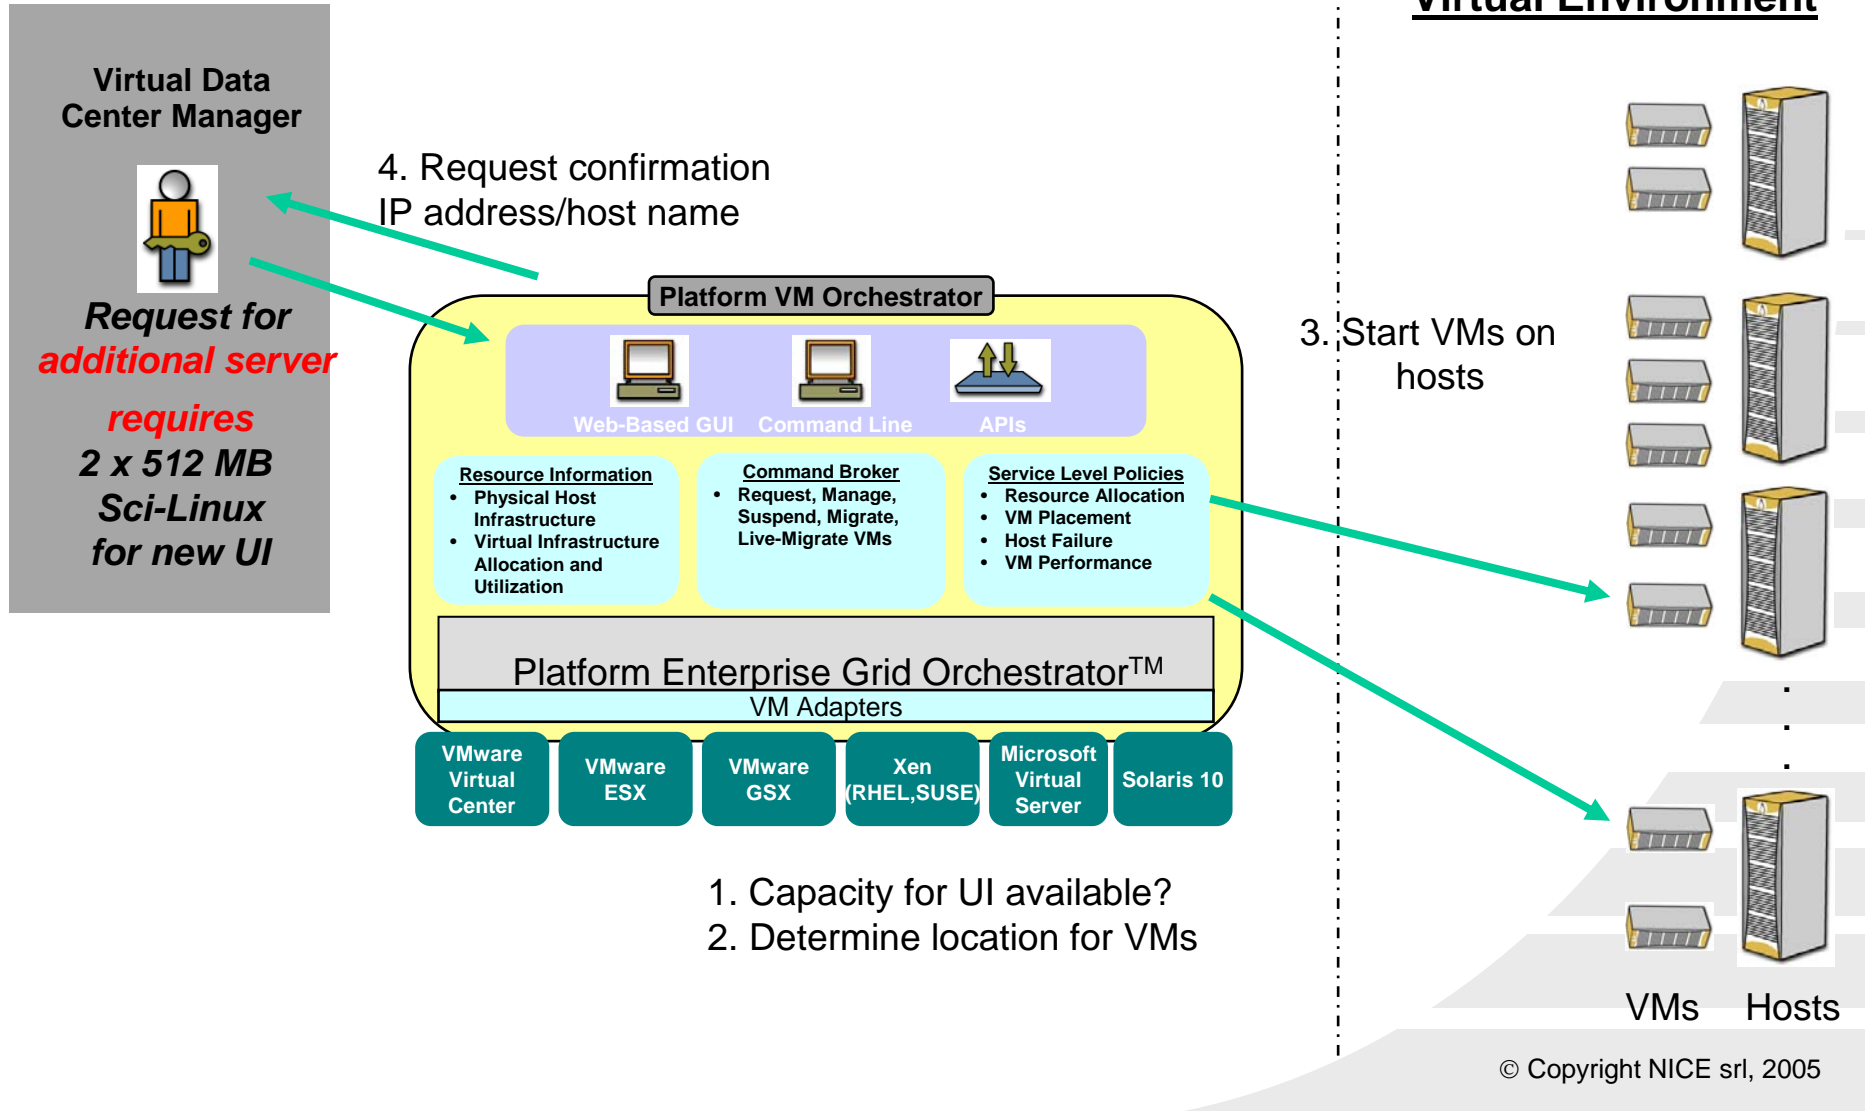 Virtual Environment
Virtual Data
Center Manager
Request for
additional server
requires
2 x 512 MB
Sci-Linux
for new UI
4. Request confirmation
IP address/host name
Platform VM Orchestrator
Web-Based GUI
Command Line
APIs
Resource Information
• Physical Host
Infrastructure
• Virtual Infrastructure
Allocation and
Utilization
Command Broker
• Request, Manage,
Suspend, Migrate,
Live-Migrate VMs
Service Level Policies
• Resource Allocation
• VM Placement
• Host Failure
• VM Performance
Platform Enterprise Grid Orchestrator™
VM Adapters
VMware
Virtual
Center
VMware
ESX
VMware
GSX
Xen
(RHEL,SUSE)
Microsoft
Virtual
Server
Solaris 10
1. Capacity for UI available?
2. Determine location for VMs
3. Start VMs on
hosts
.
.
.
VMs
Hosts
© Copyright NICE srl, 2005